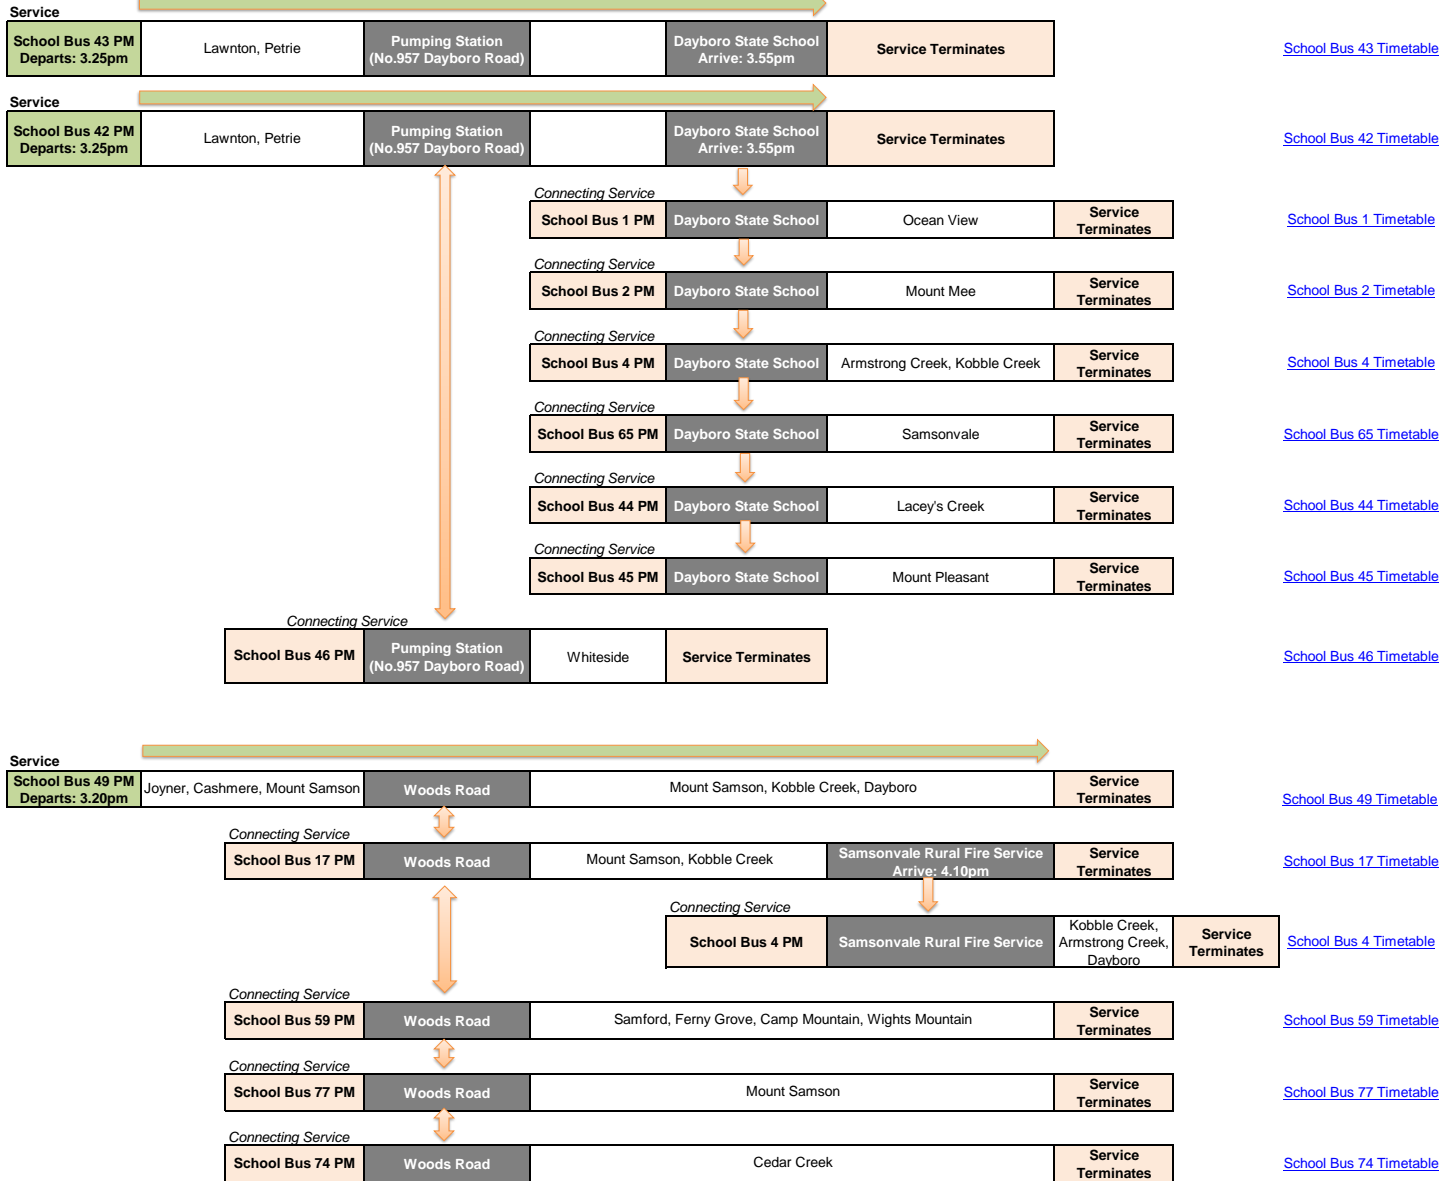 Service
School Bus 43 PM
Departs: 3.25pm
Lawnton, Petrie
Pumping Station
(No.957 Dayboro Road)
Dayboro State School
Arrive: 3.55pm
Service Terminates
School Bus 43 Timetable
Service
School Bus 42 PM
Departs: 3.25pm
Lawnton, Petrie
Pumping Station
(No.957 Dayboro Road)
Dayboro State School
Arrive: 3.55pm
Service Terminates
School Bus 42 Timetable
Connecting Service
School Bus 1 PM
Dayboro State School
Ocean View
Service
Terminates
School Bus 1 Timetable
Connecting Service
School Bus 2 PM
Dayboro State School
Mount Mee
Service
Terminates
School Bus 2 Timetable
Connecting Service
School Bus 4 PM
Dayboro State School
Armstrong Creek, Kobble Creek
Service
Terminates
School Bus 4 Timetable
Connecting Service
School Bus 65 PM
Dayboro State School
Samsonvale
Service
Terminates
School Bus 65 Timetable
Connecting Service
School Bus 44 PM
Dayboro State School
Lacey's Creek
Service
Terminates
School Bus 44 Timetable
Connecting Service
School Bus 45 PM
Dayboro State School
Mount Pleasant
Service
Terminates
School Bus 45 Timetable
Connecting Service
School Bus 46 PM
Pumping Station
(No.957 Dayboro Road)
Whiteside
Service Terminates
School Bus 46 Timetable
Service
School Bus 49 PM
Departs: 3.20pm
Joyner, Cashmere, Mount Samson
Woods Road
Mount Samson, Kobble Creek, Dayboro
Service
Terminates
School Bus 49 Timetable
Connecting Service
School Bus 17 PM
Woods Road
Mount Samson, Kobble Creek
Samsonvale Rural Fire Service
Arrive: 4.10pm
Service
Terminates
School Bus 17 Timetable
Connecting Service
School Bus 4 PM
Samsonvale Rural Fire Service
Kobble Creek,
Armstrong Creek,
Dayboro
Service
Terminates
School Bus 4 Timetable
Connecting Service
School Bus 59 PM
Woods Road
Samford, Ferny Grove, Camp Mountain, Wights Mountain
Service
Terminates
School Bus 59 Timetable
Connecting Service
School Bus 77 PM
Woods Road
Mount Samson
Service
Terminates
School Bus 77 Timetable
Connecting Service
School Bus 74 PM
Woods Road
Cedar Creek
Service
Terminates
School Bus 74 Timetable